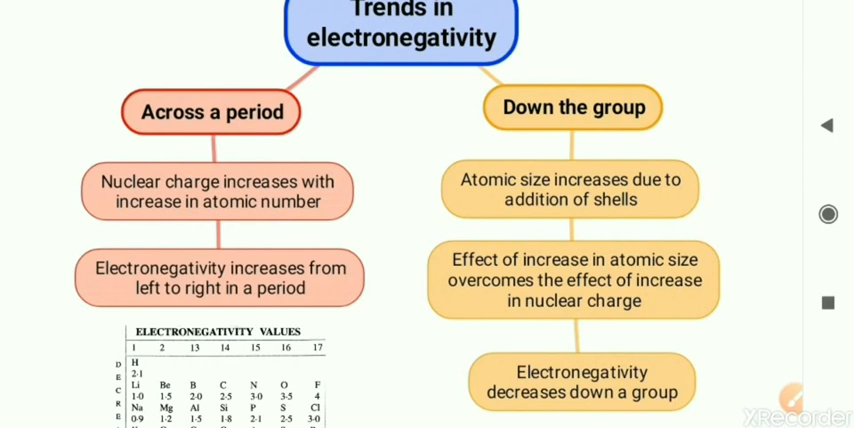 Trends in
electronegativity
Across a period
Down the group
Nuclear charge increases with
increase in atomic number
Atomic size increases due to
addition of shells
Electronegativity increases from
left to right in a period
Effect of increase in atomic size
overcomes the effect of increase
in nuclear charge
Electronegativity
decreases down a group
ELECTRONEGATIVITY VALUES
1 2 13 14 15 16 17
D H
E 2·1
C Li Be B C N O F
R 1·0 1·5 2·0 2·5 3·0 3·5 4
Na Mg Al Si P S Cl
E 0·9 1·2 1·5 1·8 2·1 2·5 3·0
XRecorder